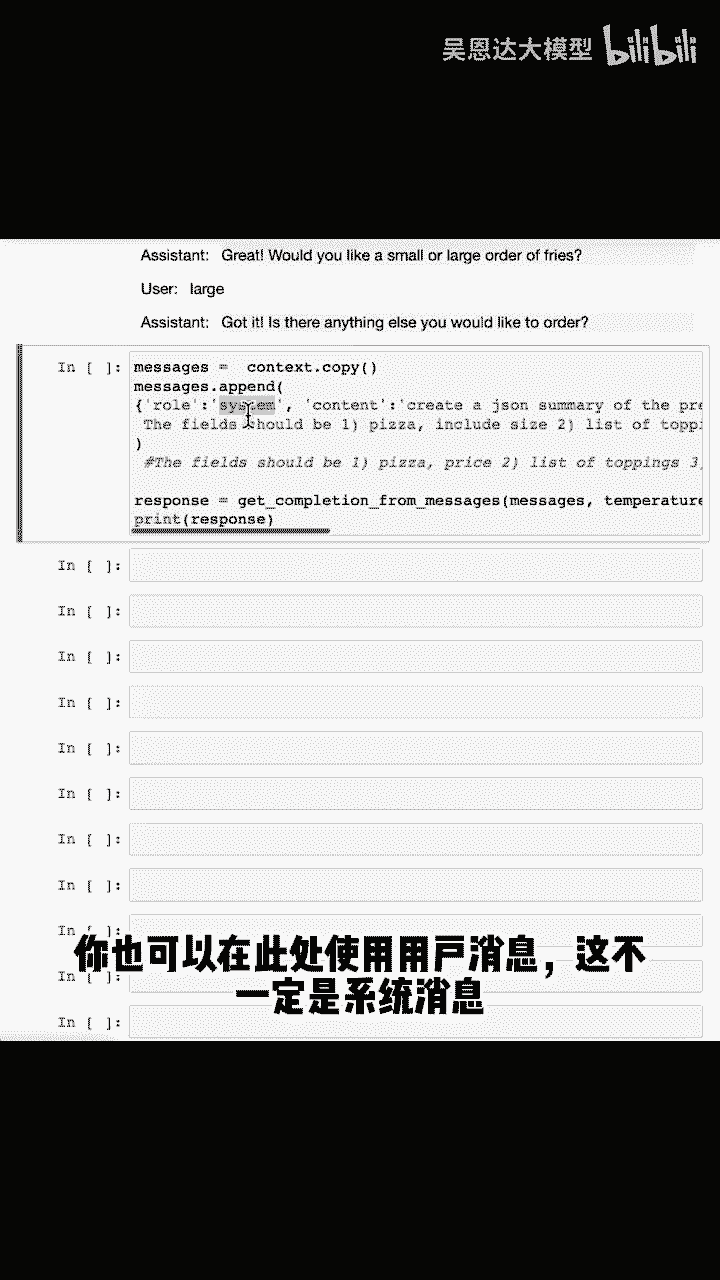 吴恩达大模型 bilibili
Assistant: Great! Would you like a small or large order of fries?
User: large
Assistant: Got it! Is there anything else you would like to order?
In [ ]: messages = context.copy()
messages.append(
{'role':'system', 'content':'create a json summary of the pre
The fields should be 1) pizza, include size 2) list of topp
)
#The fields should be 1) pizza, price 2) list of toppings 3
response = get_completion_from_messages(messages, temperature
print(response)
In [ ]:
In [ ]:
In [ ]:
In [ ]:
In [ ]:
In [ ]:
In [ ]:
In [ ]:
In [ ]:
你也可以在此处使用用户消息，这不
In [ ]:
一定是系统消息
In [ ]: